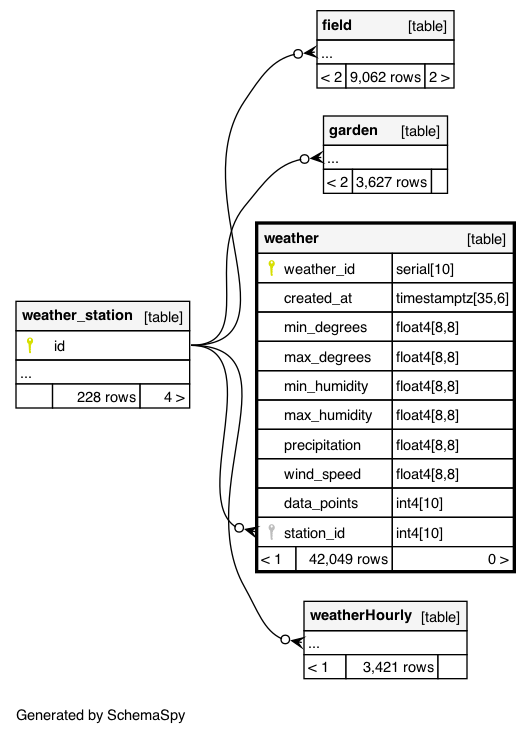 field [table]
...
< 2 9,062 rows 2 >
garden [table]
...
< 2 3,627 rows
weather [table]
weather_id serial[10]
created_at timestamptz[35,6]
min_degrees float4[8,8]
max_degrees float4[8,8]
min_humidity float4[8,8]
max_humidity float4[8,8]
precipitation float4[8,8]
wind_speed float4[8,8]
data_points int4[10]
station_id int4[10]
< 1 42,049 rows 0 >
weather_station [table]
id
...
228 rows 4 >
weatherHourly [table]
...
< 1 3,421 rows
Generated by SchemaSpy